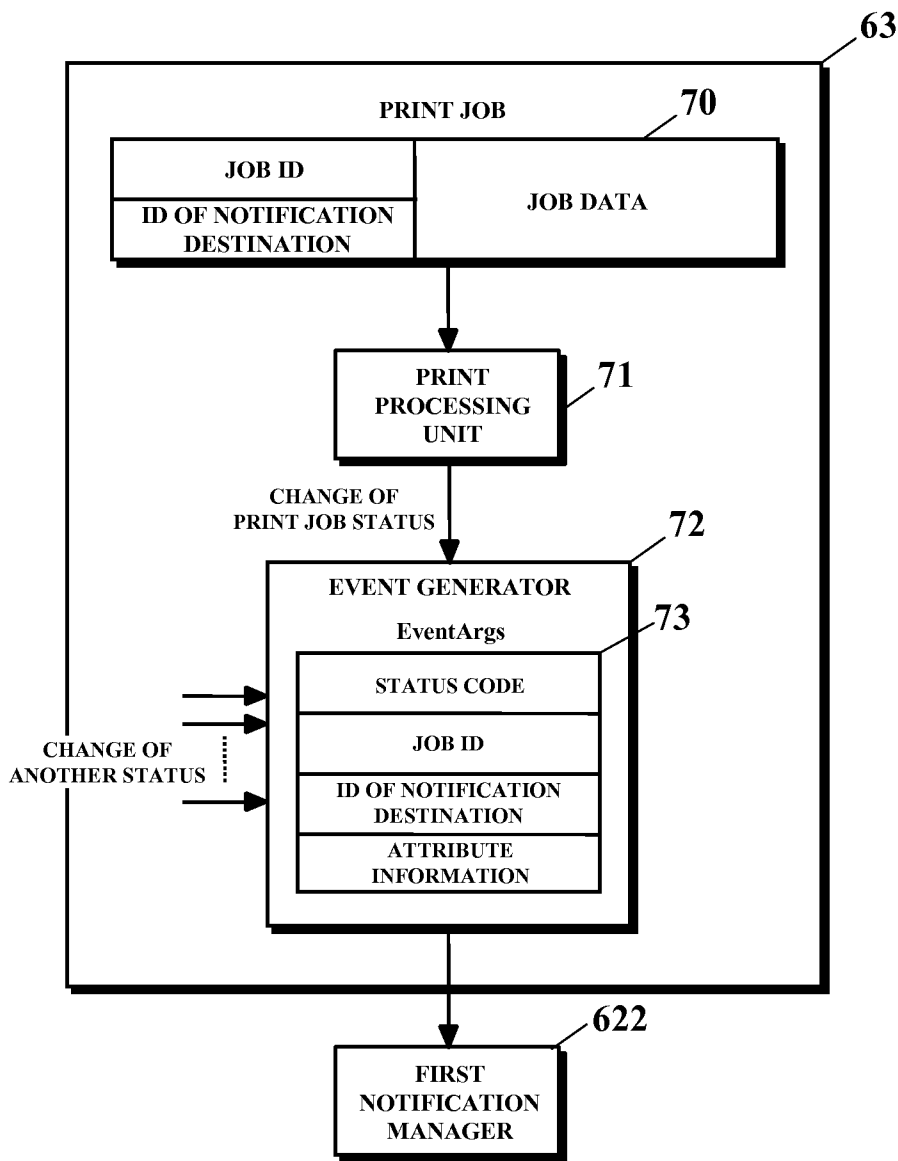 63
PRINT JOB
70
JOB ID
JOB DATA
ID OF NOTIFICATION
DESTINATION
PRINT
PROCESSING
UNIT
71
CHANGE OF
PRINT JOB STATUS
72
EVENT GENERATOR
EventArgs
73
STATUS CODE
JOB ID
CHANGE OF
ANOTHER STATUS
ID OF NOTIFICATION
DESTINATION
ATTRIBUTE
INFORMATION
622
FIRST
NOTIFICATION
MANAGER